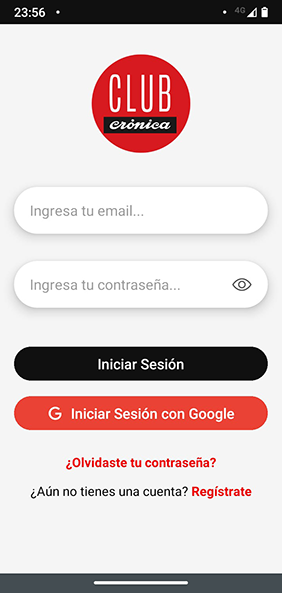 23:56
4G
CLUB
crónica
Ingresa tu email...
Ingresa tu contraseña...
Iniciar Sesión
G Iniciar Sesión con Google
¿Olvidaste tu contraseña?
¿Aún no tienes una cuenta? Regístrate